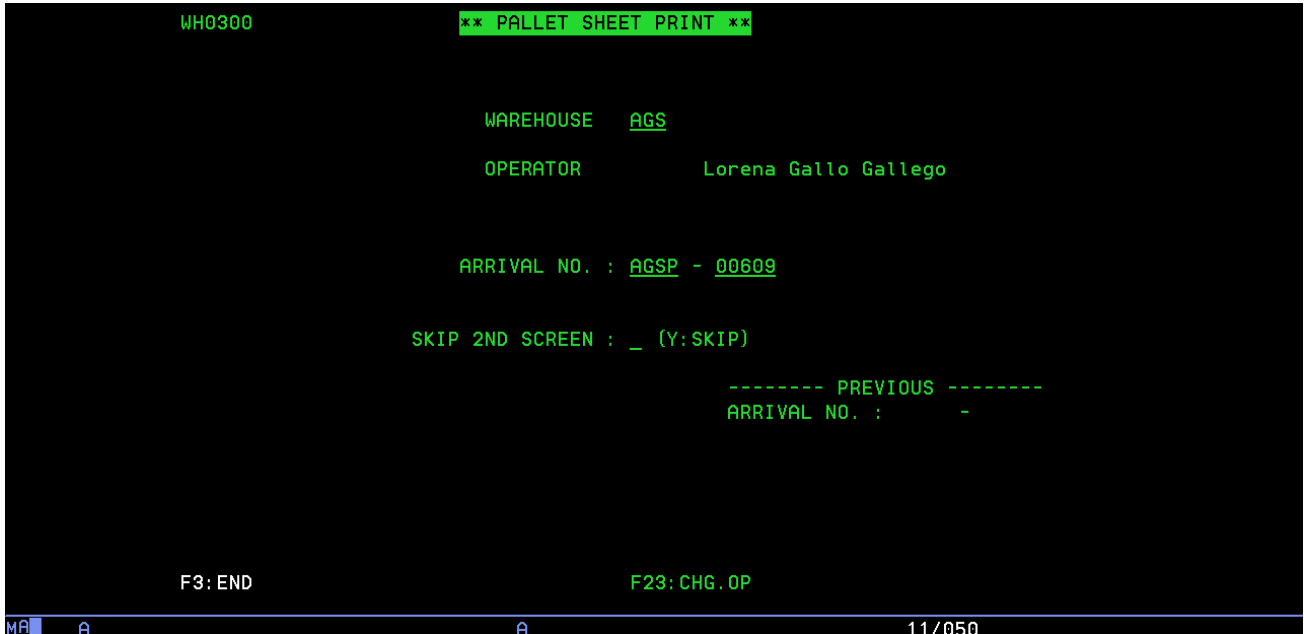 WH0300 ** PALLET SHEET PRINT **
WAREHOUSE AGS
OPERATOR Lorena Gallo Gallego
ARRIVAL NO. : AGSP - 00609
SKIP 2ND SCREEN : _ (Y:SKIP)
-------- PREVIOUS --------
ARRIVAL NO. : -
F3:END F23:CHG.OP
MA A A 11/050